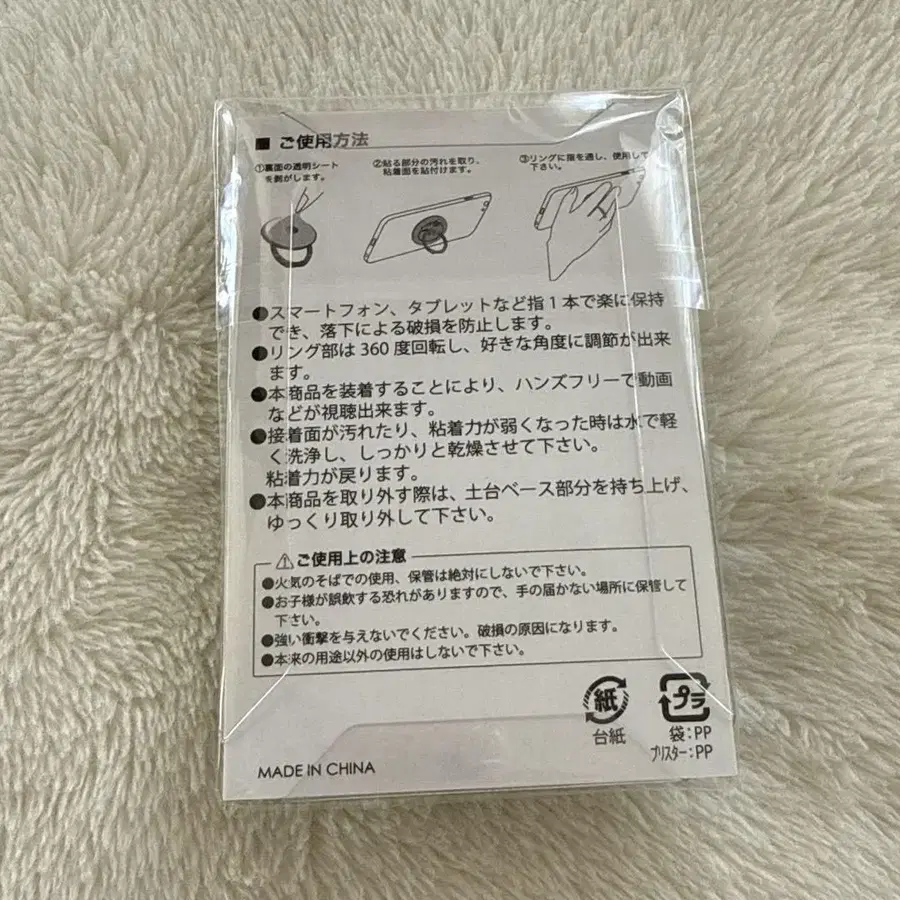 ■ ご使用方法
①裏面の透明シート
を剥がします。
②貼る部分の汚れを取り、
粘着面を貼付けます。
③リングに指を通し、使用して
下さい。
●スマートフォン、タブレットなど指1本で楽に保持
でき、落下による破損を防止します。
●リング部は360度回転し、好きな角度に調節が出来
ます。
●本商品を装着することにより、ハンズフリーで動画
などが視聴出来ます。
●接着面が汚れたり、粘着力が弱くなった時は水で軽
く洗浄し、しっかりと乾燥させて下さい。
粘着力が戻ります。
●本商品を取り外す際は、土台ベース部分を持ち上げ、
ゆっくり取り外して下さい。
⚠ご使用上の注意
●火気のそばでの使用、保管は絶対にしないで下さい。
●お子様が誤飲する恐れがありますので、手の届かない場所に保管して
下さい。
●強い衝撃を与えないでください。破損の原因になります。
●本来の用途以外の使用はしないで下さい。
紙
台紙
プラ
袋:PP
ブリスター:PP
MADE IN CHINA